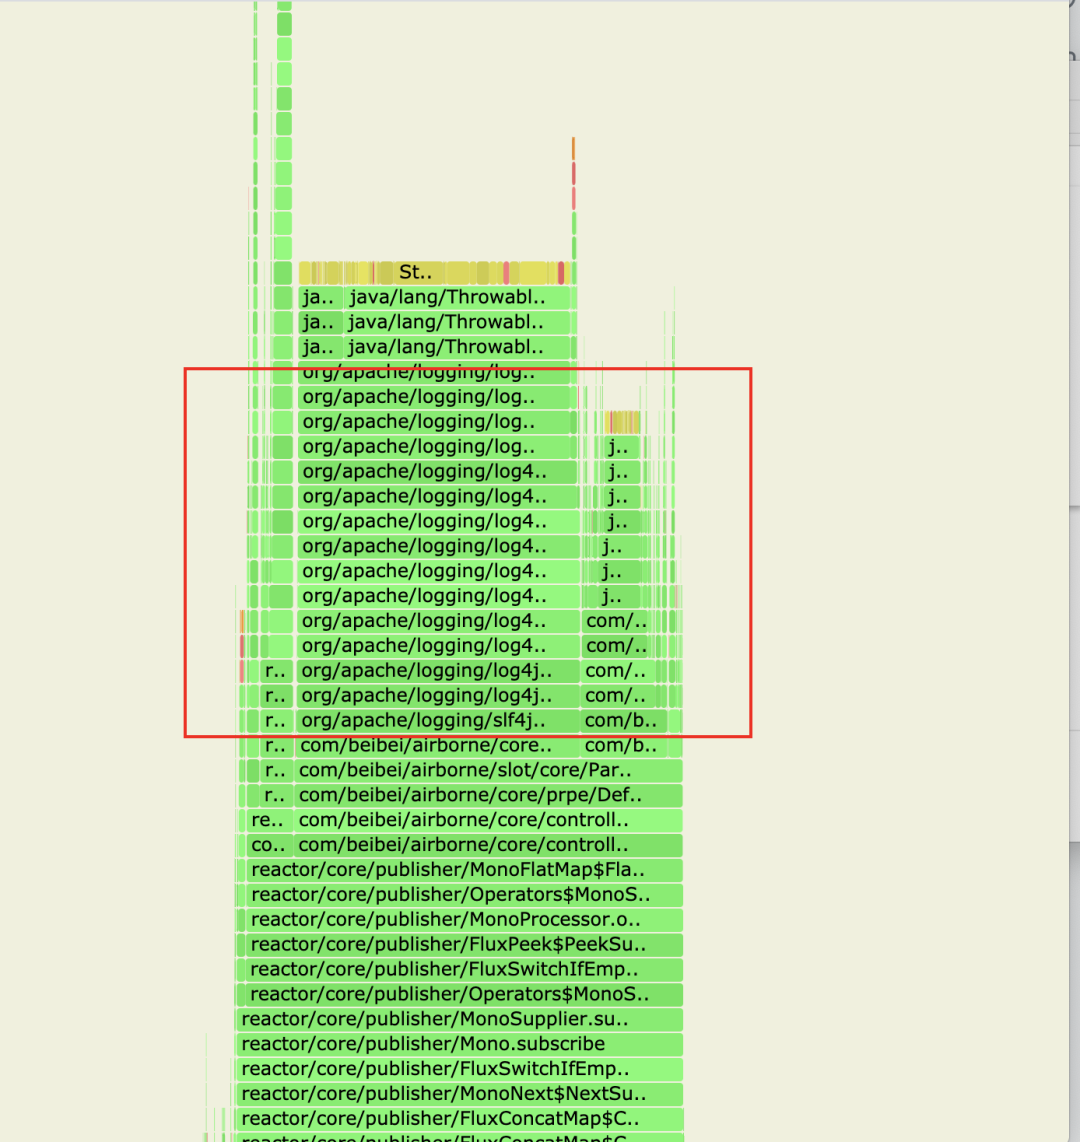 St..
ja.. java/lang/Throwabl..
ja.. java/lang/Throwabl..
ja.. java/lang/Throwabl..
org/apache/logging/log..
org/apache/logging/log..
org/apache/logging/log..
org/apache/logging/log.. j..
org/apache/logging/log4.. j..
org/apache/logging/log4.. j..
org/apache/logging/log4.. j..
org/apache/logging/log4.. j..
org/apache/logging/log4.. j..
org/apache/logging/log4.. j..
org/apache/logging/log4.. com/..
org/apache/logging/log4.. com/..
r.. org/apache/logging/log4j.. com/..
r.. org/apache/logging/log4j.. com/..
r.. org/apache/logging/slf4j.. com/b..
r.. com/beibei/airborne/core.. com/b..
r.. com/beibei/airborne/slot/core/Par..
r.. com/beibei/airborne/core/prpe/Def..
re.. com/beibei/airborne/core/controll..
co.. com/beibei/airborne/core/controll..
reactor/core/publisher/MonoFlatMap$Fla..
reactor/core/publisher/Operators$MonoS..
reactor/core/publisher/MonoProcessor.o..
reactor/core/publisher/FluxPeek$PeekSu..
reactor/core/publisher/FluxSwitchIfEmp..
reactor/core/publisher/Operators$MonoS..
reactor/core/publisher/MonoSupplier.su..
reactor/core/publisher/Mono.subscribe
reactor/core/publisher/FluxSwitchIfEmp..
reactor/core/publisher/MonoNext$NextSu..
reactor/core/publisher/FluxConcatMap$C..
reactor/core/publisher/FluxConcatMap$C..